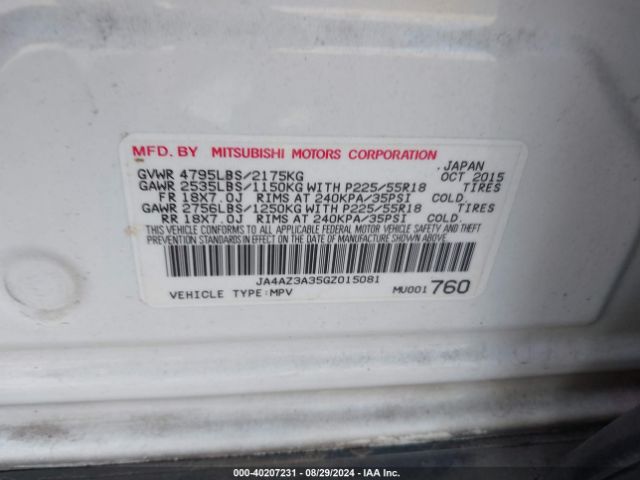 MFD. BY MITSUBISHI MOTORS CORPORATION
GVWR 4795LBS/2175KG JAPAN OCT 2015
GAWR 2535LBS/1150KG WITH P225/55R18 TIRES
FR 18X7.0J RIMS AT 240KPA/35PSI COLD.
GAWR 2756LBS/1250KG WITH P225/55R18 TIRES
RR 18X7.0J RIMS AT 240KPA/35PSI COLD.
THIS VEHICLE CONFORMS TO ALL APPLICABLE FEDERAL MOTOR VEHICLE SAFETY AND THEFT
PREVENTION STANDARDS IN EFFECT ON THE DATE OF MANUFACTURE SHOWN ABOVE.
JA4AZ3A35GZ015081
VEHICLE TYPE:MPV MU001 760
000-40207231 - 08/29/2024 - IAA Inc.